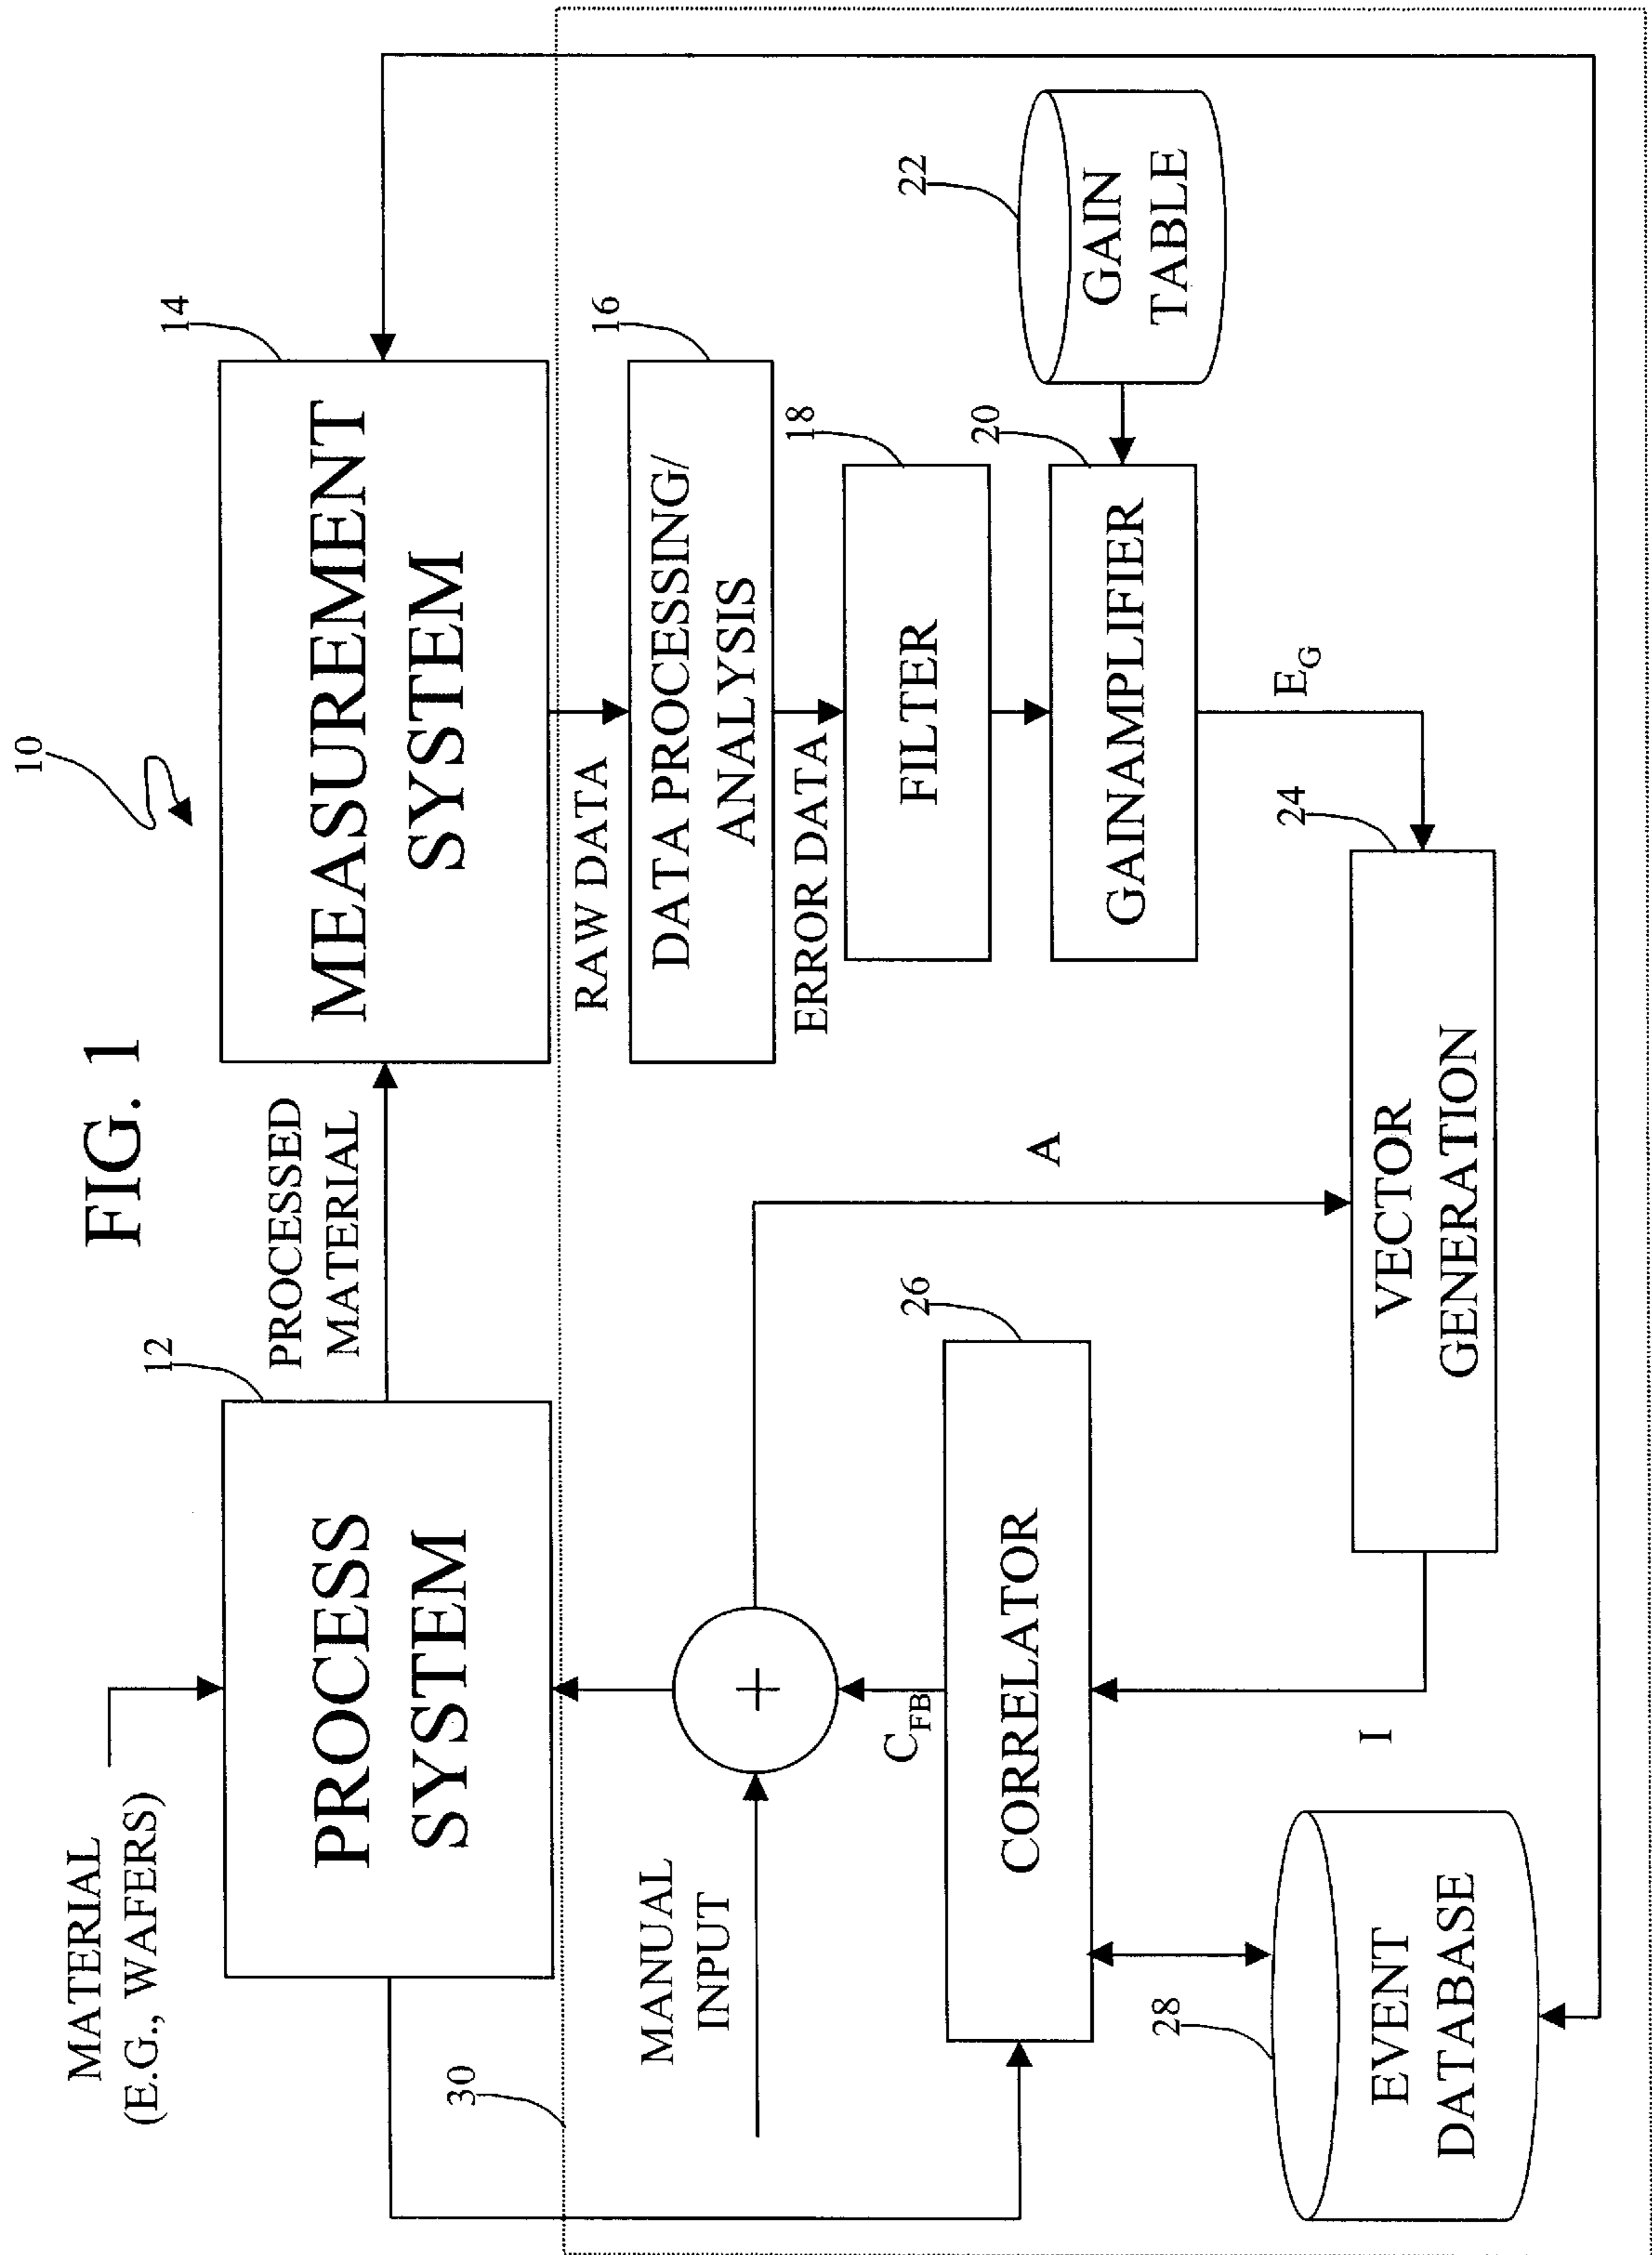 FIG. 1
10
MATERIAL
(E.G., WAFERS)
12
PROCESS
SYSTEM
PROCESSED
MATERIAL
14
MEASUREMENT
SYSTEM
30
RAW DATA
16
DATA PROCESSING/
ANALYSIS
MANUAL
INPUT
+
ERROR DATA
18
FILTER
22
GAIN
TABLE
C_FB
26
CORRELATOR
A
20
GAINAMPLIFIER
E_G
28
EVENT
DATABASE
I
24
VECTOR
GENERATION